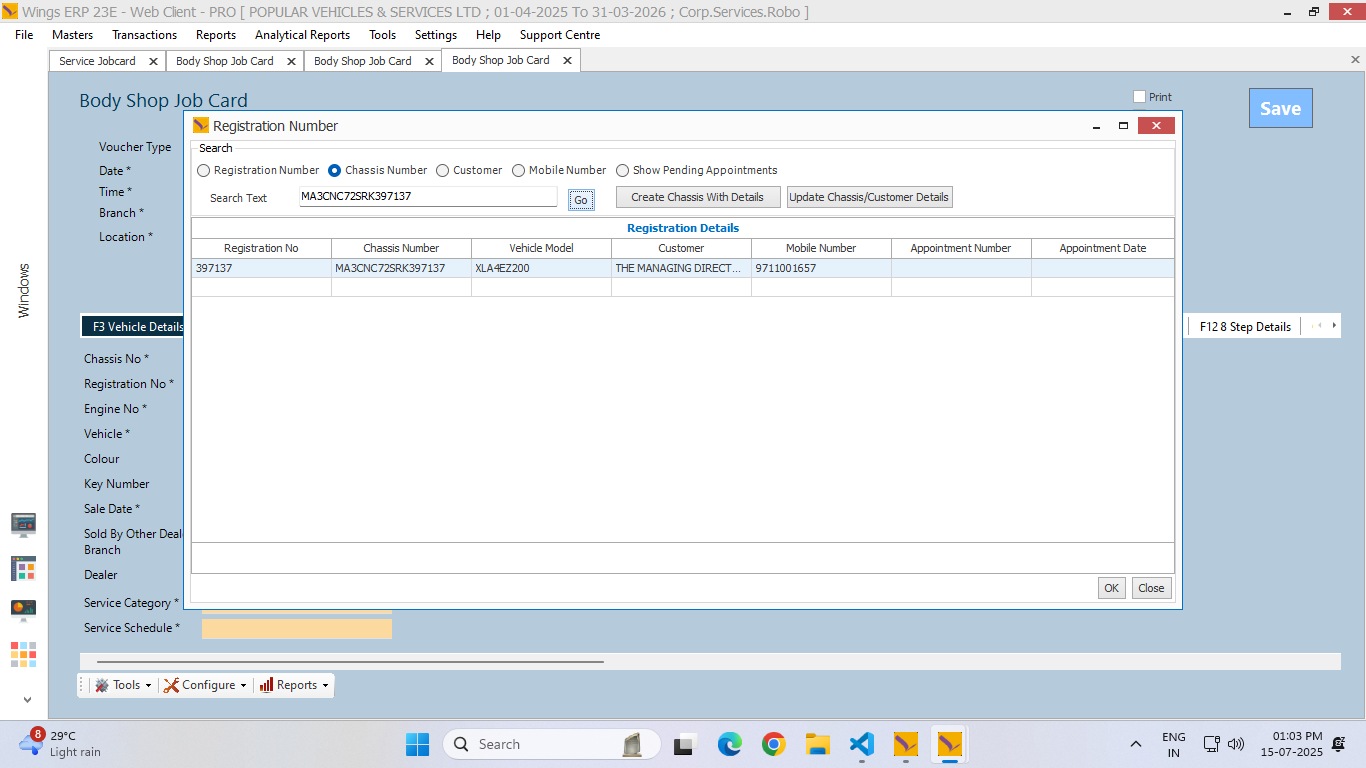 Wings ERP 23E - Web Client - PRO [ POPULAR VEHICLES & SERVICES LTD ; 01-04-2025 To 31-03-2026 ; Corp.Services.Robo ]
File Masters Transactions Reports Analytical Reports Tools Settings Help Support Centre
Service Jobcard Body Shop Job Card Body Shop Job Card Body Shop Job Card
Body Shop Job Card
Print
Save
Registration Number
Search
Voucher Type
Date *
Time *
Branch *
Location *
Registration Number Chassis Number Customer Mobile Number Show Pending Appointments
Search Text MA3CNC72SRK397137 Go Create Chassis With Details Update Chassis/Customer Details
Registration Details
Registration No Chassis Number Vehicle Model Customer Mobile Number Appointment Number Appointment Date
397137 MA3CNC72SRK397137 XLA4EZ200 THE MANAGING DIRECT... 9711001657
Windows
F3 Vehicle Details
F12 8 Step Details
Chassis No *
Registration No *
Engine No *
Vehicle *
Colour
Key Number
Sale Date *
Sold By Other Deal
Branch
Dealer
Service Category *
Service Schedule *
OK Close
Tools Configure Reports
8
29°C
Light rain
Search
ENG
IN
01:03 PM
15-07-2025